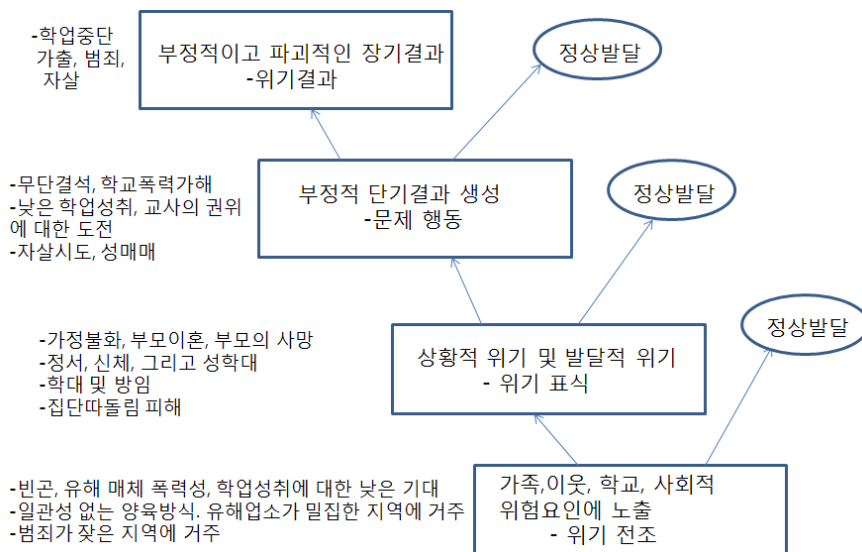 -학업중단
가출, 범죄,
자살
부정적이고 파괴적인 장기결과
-위기결과
정상발달
-무단결석, 학교폭력가해
-낮은 학업성취, 교사의 권위
에 대한 도전
-자살시도, 성매매
부정적 단기결과 생성
-문제 행동
정상발달
-가정불화, 부모이혼, 부모의 사망
-정서, 신체, 그리고 성학대
-학대 및 방임
-집단따돌림 피해
상황적 위기 및 발달적 위기
- 위기 표식
정상발달
-빈곤, 유해 매체 폭력성, 학업성취에 대한 낮은 기대
-일관성 없는 양육방식. 유해업소가 밀집한 지역에 거주
-범죄가 잦은 지역에 거주
가족,이웃, 학교, 사회적
위험요인에 노출
- 위기 전조